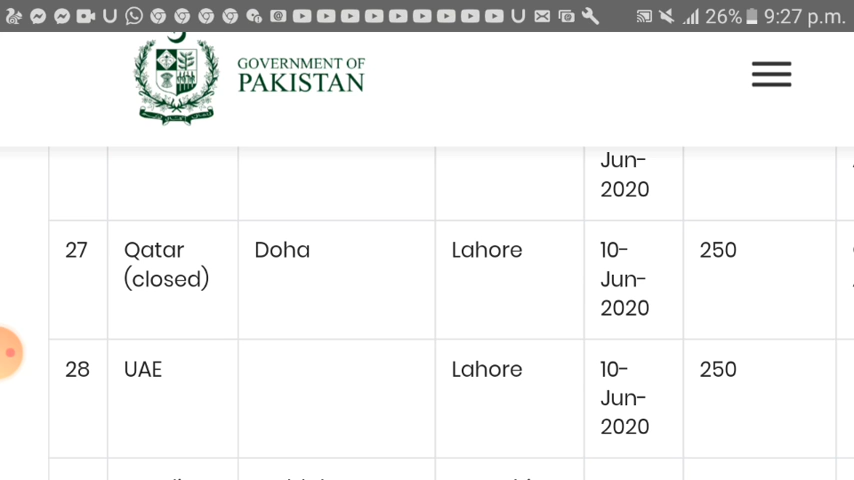 26% 9:27 p.m.
GOVERNMENT OF
PAKISTAN
Jun-
2020
27 Qatar Doha Lahore 10- 250
(closed) Jun-
2020
28 UAE Lahore 10- 250
Jun-
2020